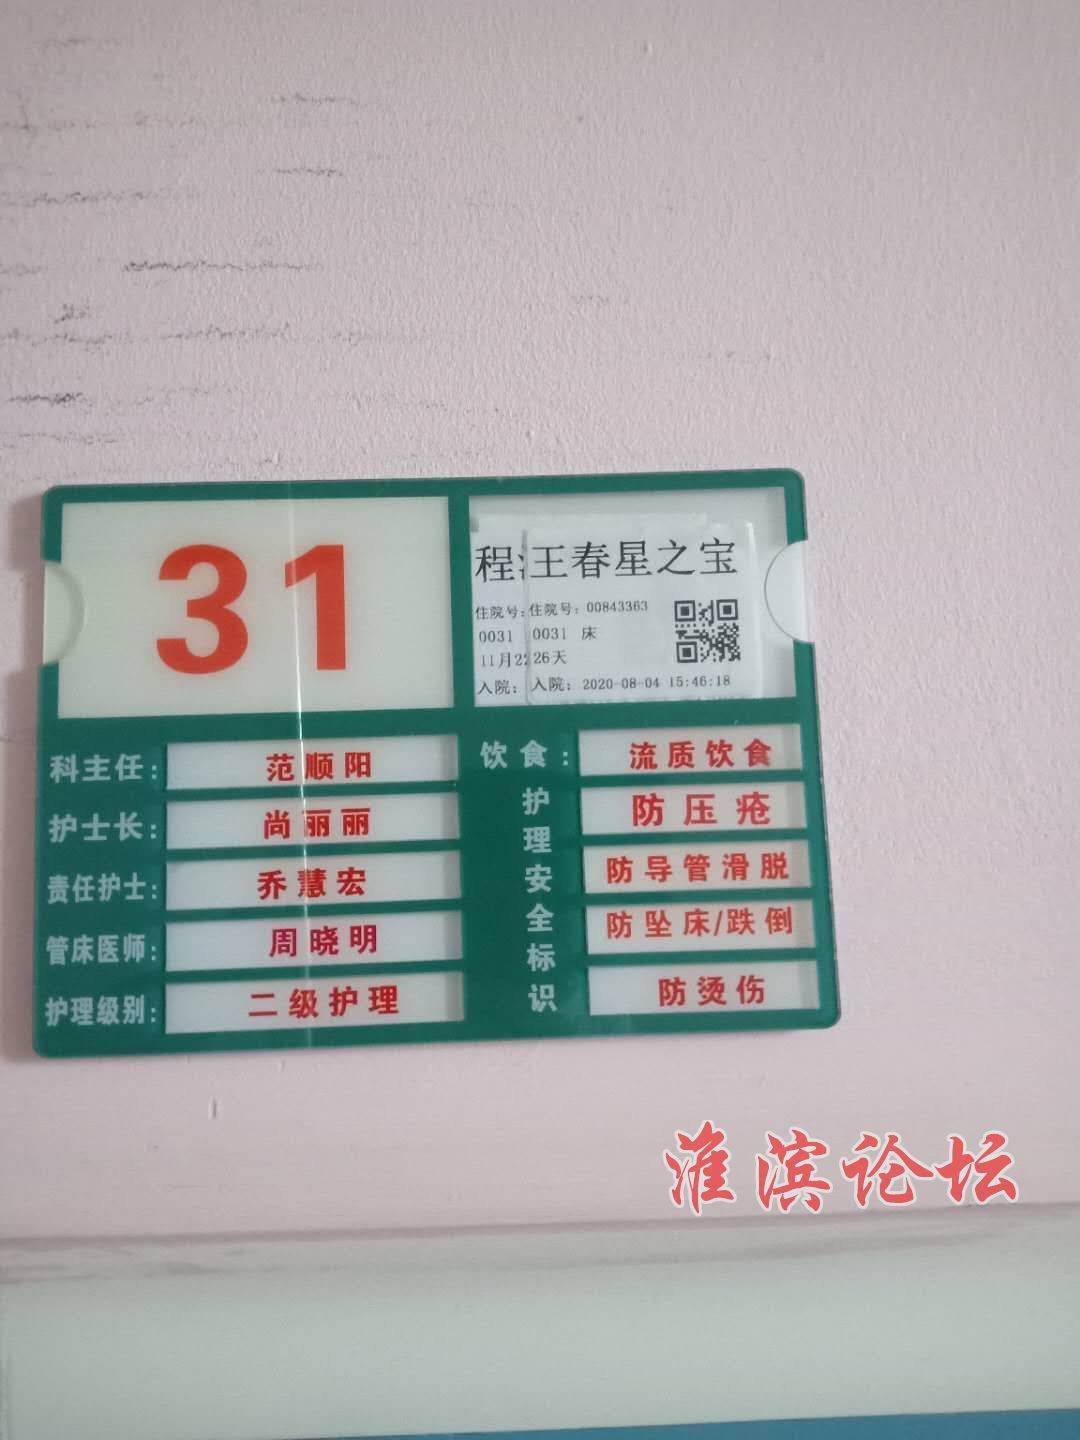 31
程 王春星之宝
住院号: 住院号: 00843363
0031 0031 床
11月22 26天
入院: 入院: 2020-08-04 15:46:18
科主任: 范顺阳
护士长: 尚丽丽
责任护士: 乔慧宏
管床医师: 周晓明
护理级别: 二级护理
饮食: 流质饮食
护理安全标识
防压疮
防导管滑脱
防坠床/跌倒
防烫伤
淮滨论坛